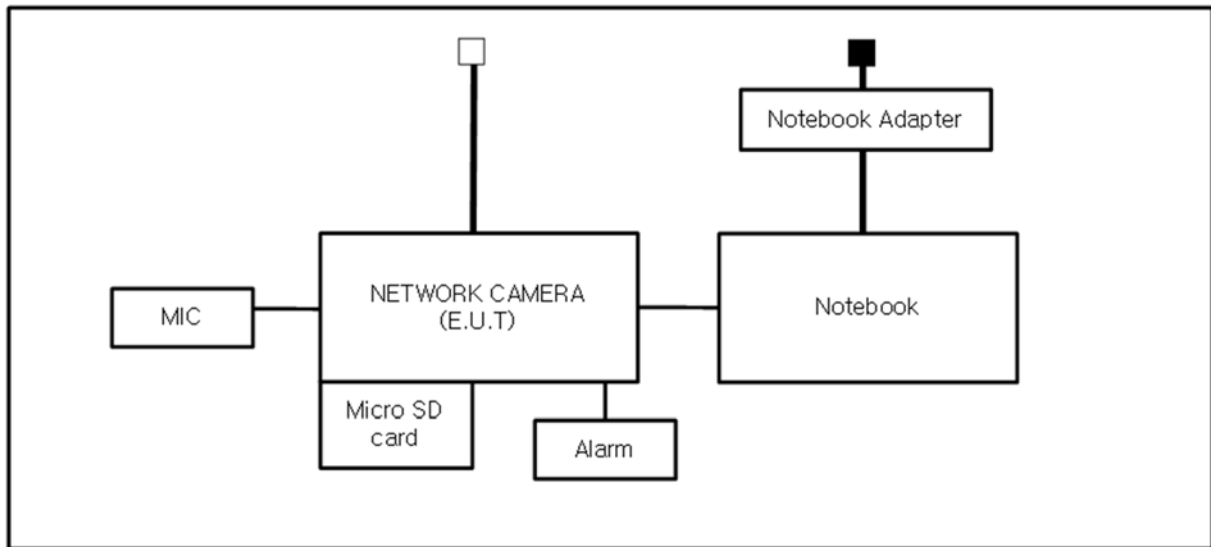 Notebook Adapter
NETWORK CAMERA
(E.U.T)
Notebook
MIC
Micro SD
card
Alarm